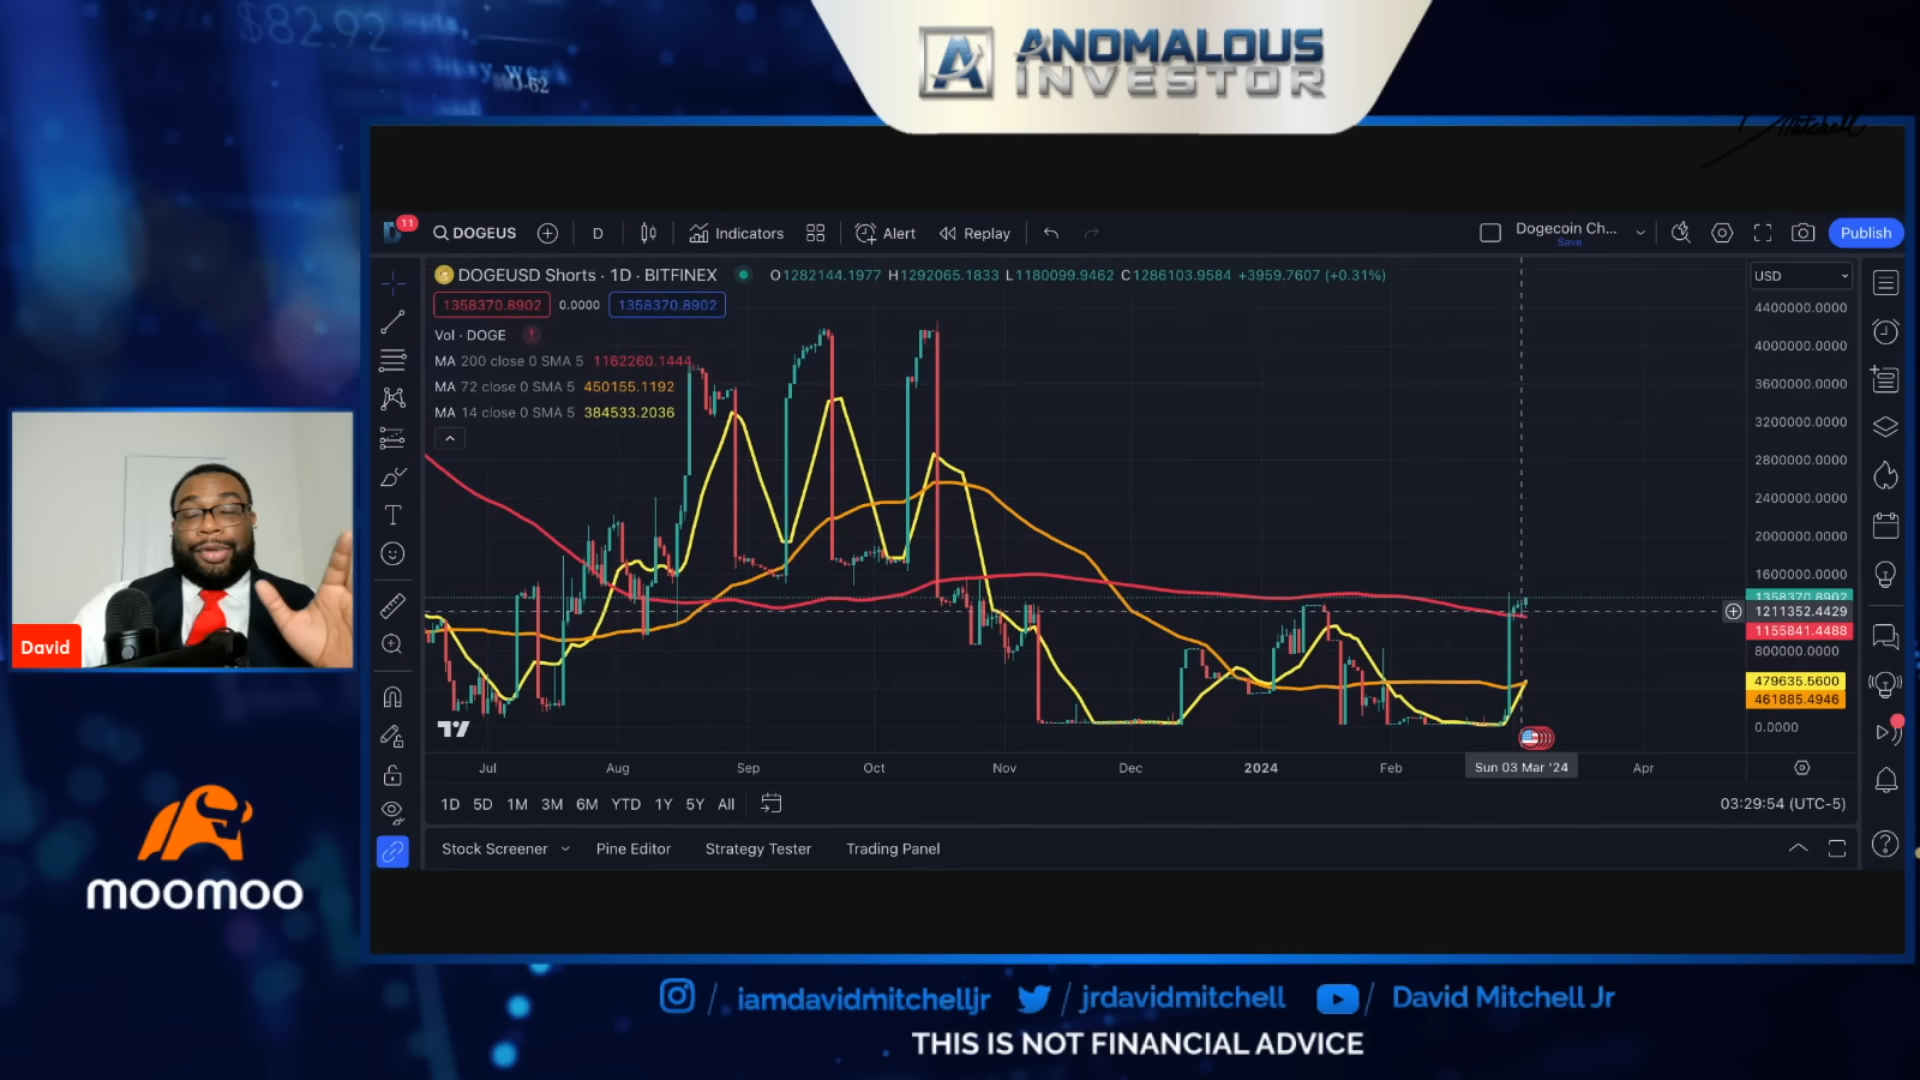 $82.92
ANOMALOUS
INVESTOR
D Mitchell
11
DOGEUS
D
Indicators
Alert
Replay
Dogecoin Ch...
Save
Publish
DOGEUSD Shorts · 1D · BITFINEX
O1282144.1977 H1292065.1833 L1180099.9462 C1286103.9584 +3959.7607 (+0.31%)
USD
1358370.8902 0.0000 1358370.8902
Vol · DOGE
MA 200 close 0 SMA 5 1162260.1444
MA 72 close 0 SMA 5 450155.1192
MA 14 close 0 SMA 5 384533.2036
4400000.0000
4000000.0000
3600000.0000
3200000.0000
2800000.0000
2400000.0000
2000000.0000
1600000.0000
1358370.8902
1211352.4429
1155841.4488
800000.0000
479635.5600
461885.4946
0.0000
Jul Aug Sep Oct Nov Dec 2024 Feb Sun 03 Mar '24 Apr
1D 5D 1M 3M 6M YTD 1Y 5Y All
03:29:54 (UTC-5)
Stock Screener Pine Editor Strategy Tester Trading Panel
David
moomoo
/ iamdavidmitchelljr / jrdavidmitchell / David Mitchell Jr
THIS IS NOT FINANCIAL ADVICE